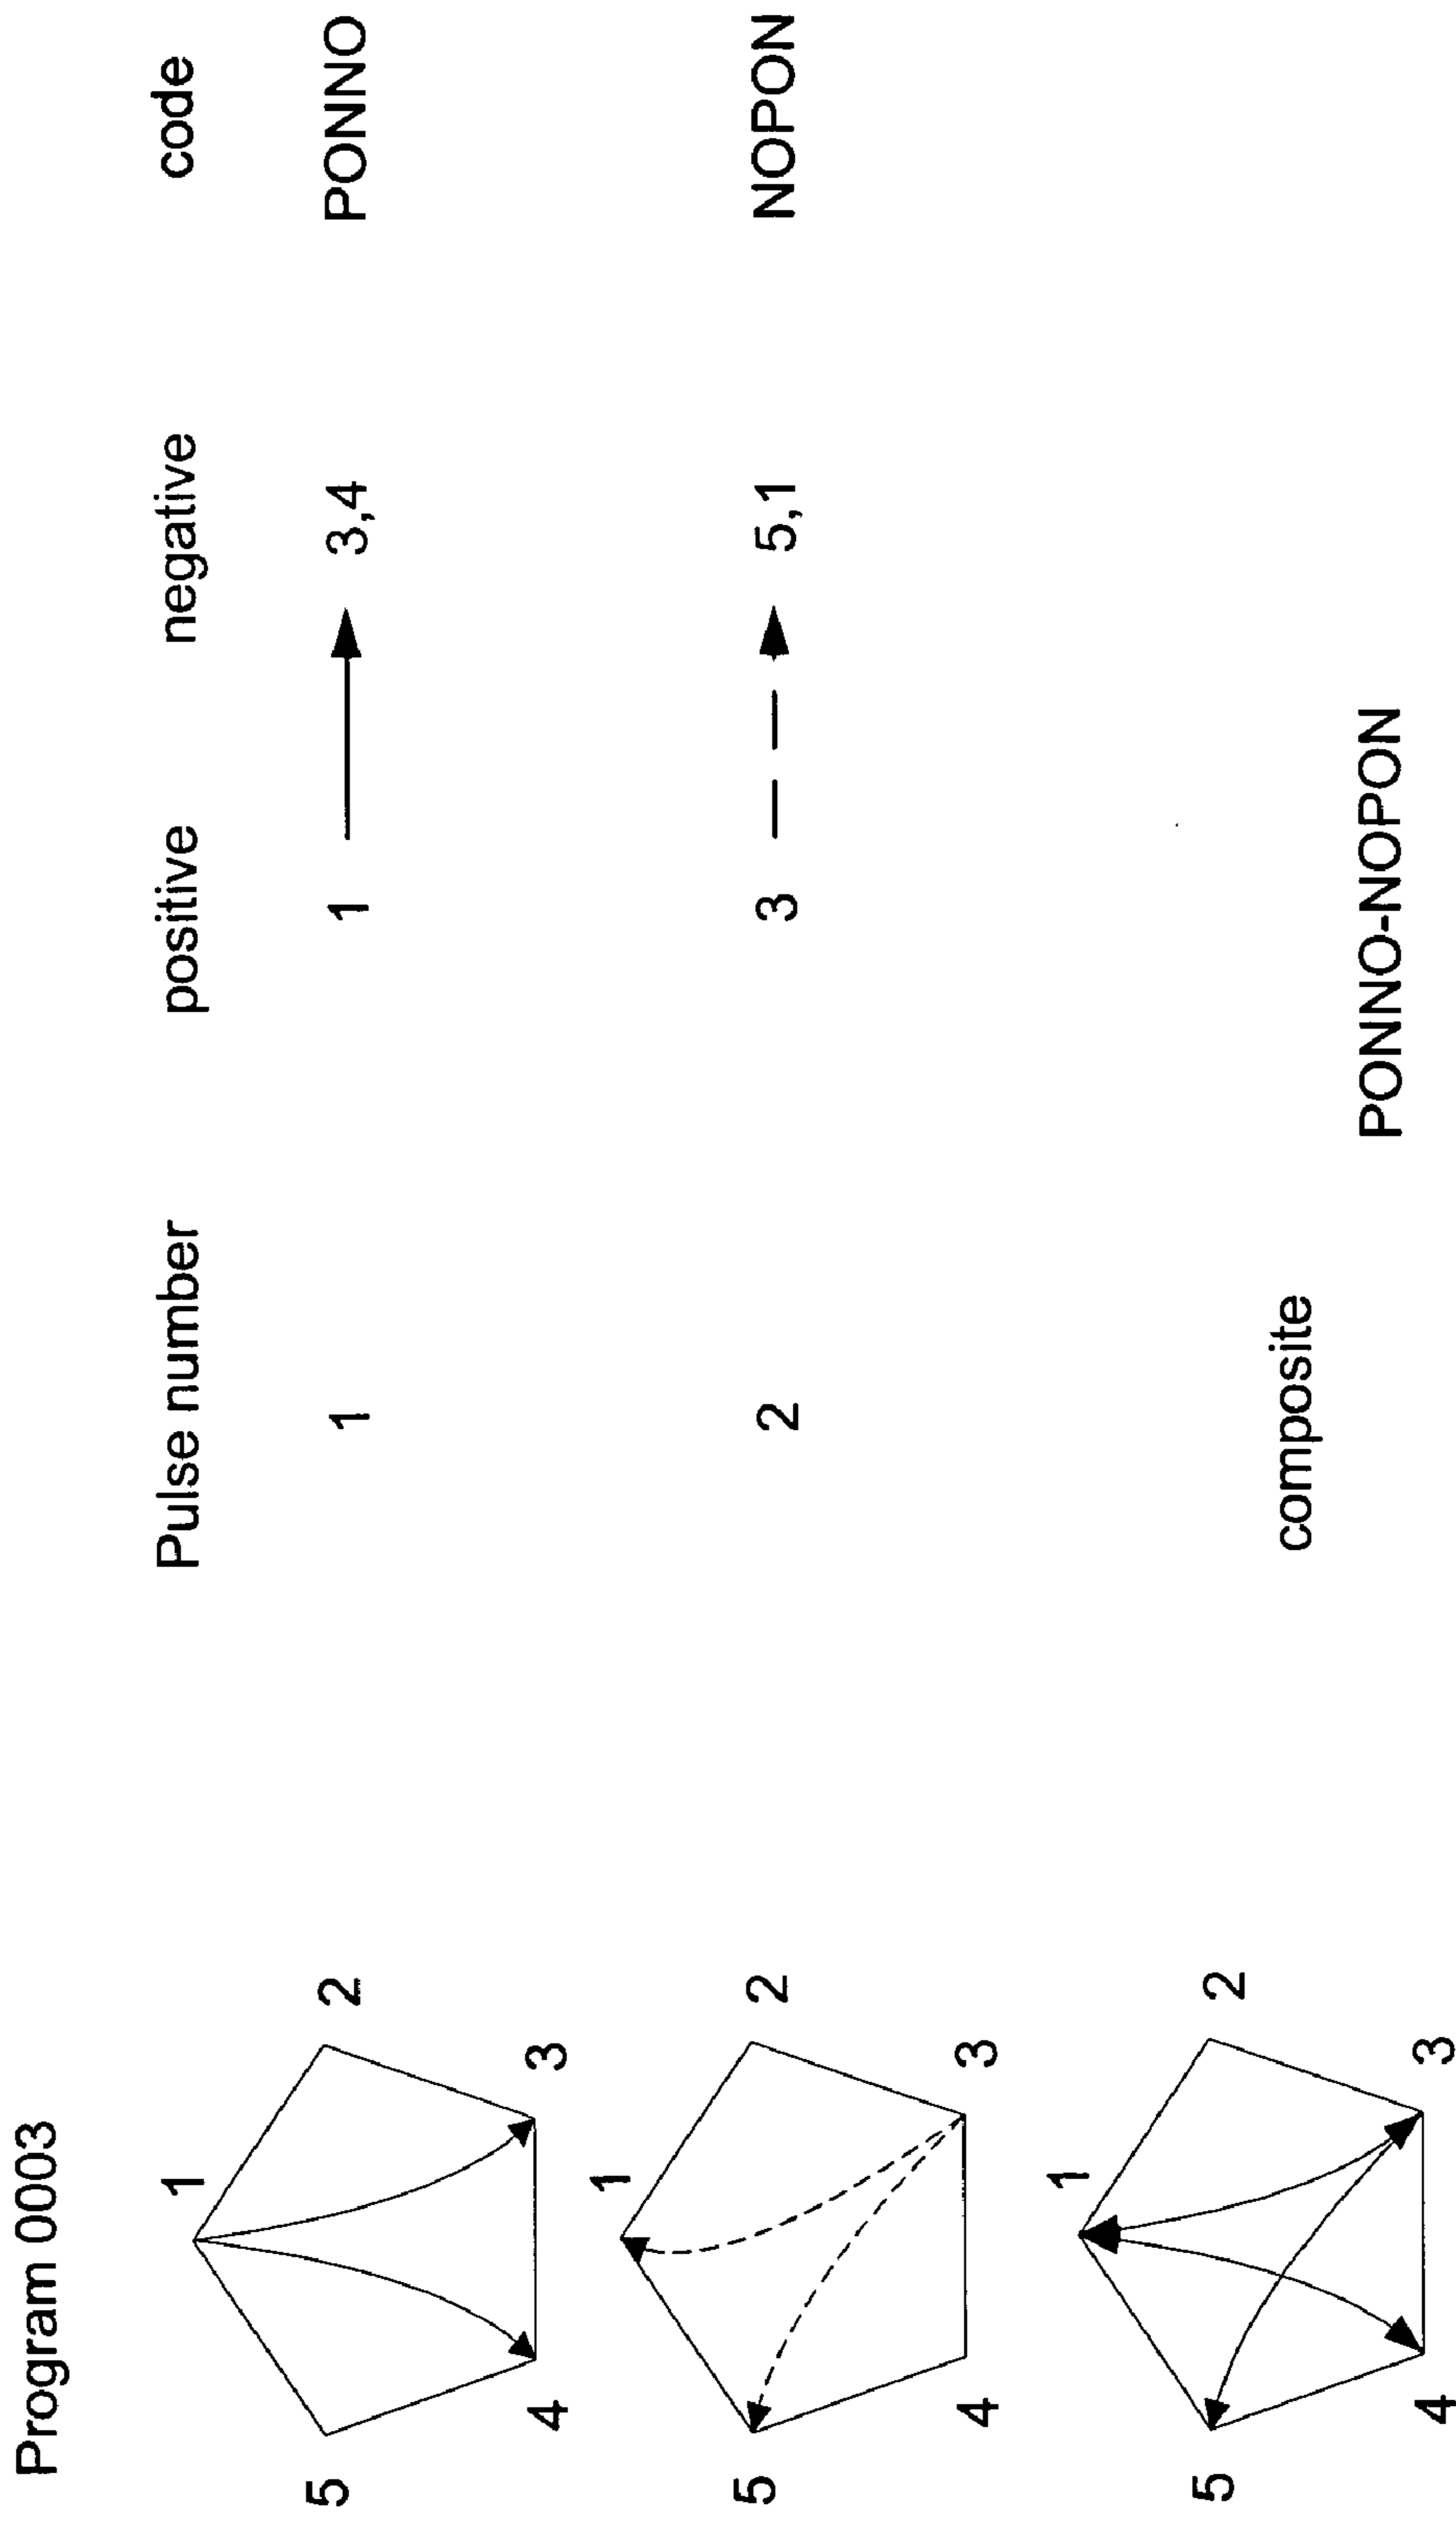 Program 0003
Pulse number positive negative code
1
5 2
4 3
1 1 3,4 PONNO
1
5 2
4 3
2 3 5,1 NOPON
1
5 2
4 3
composite
PONNO-NOPON